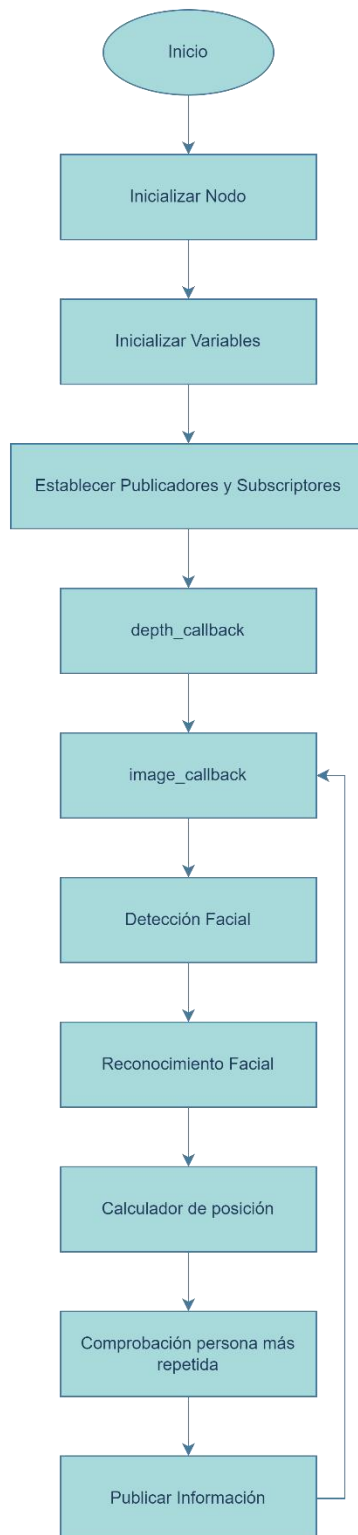 Inicio
Inicializar Nodo
Inicializar Variables
Establecer Publicadores y Subscriptores
depth_callback
image_callback
Detección Facial
Reconocimiento Facial
Calculador de posición
Comprobación persona más
repetida
Publicar Información